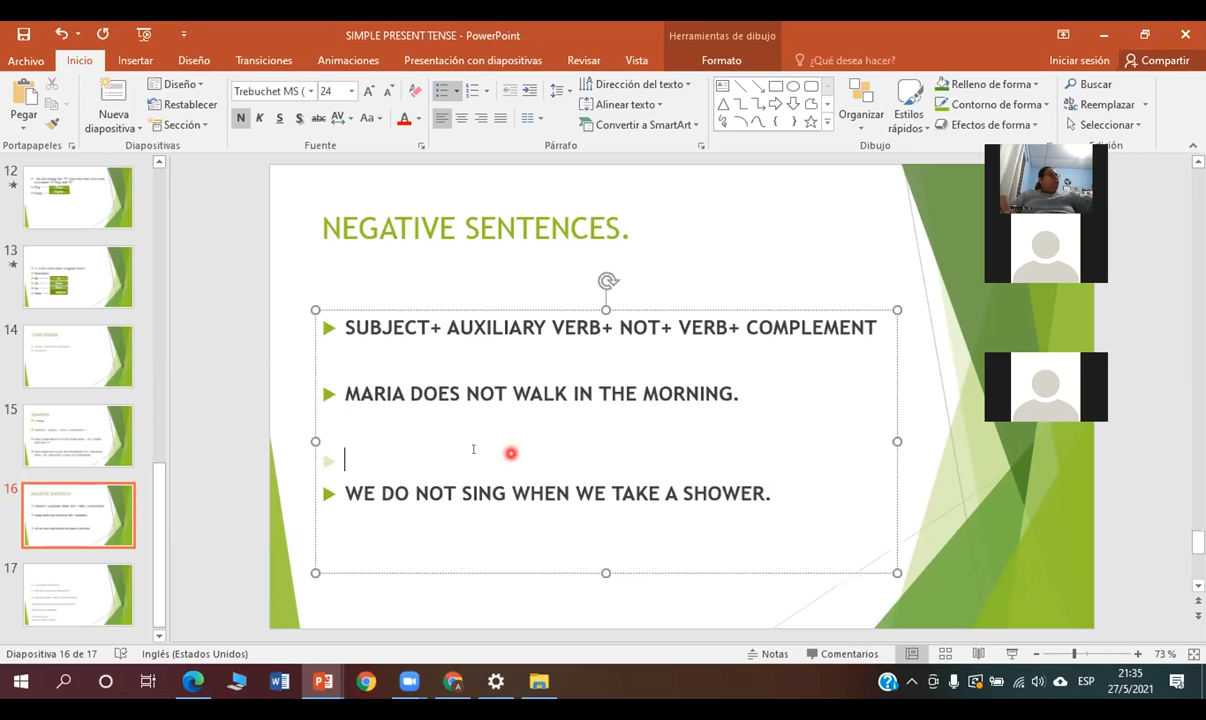 SIMPLE PRESENT TENSE - PowerPoint
Herramientas de dibujo
Archivo
Inicio
Insertar
Diseño
Transiciones
Animaciones
Presentación con diapositivas
Revisar
Vista
Formato
¿Qué desea hacer?
Iniciar sesión
Compartir
Pegar
Nueva diapositiva
Diseño
Restablecer
Sección
Trebuchet MS (
24
N K S S abc AV Aa A
Dirección del texto
Alinear texto
Convertir a SmartArt
Organizar
Estilos rápidos
Relleno de forma
Contorno de forma
Efectos de forma
Buscar
Reemplazar
Seleccionar
Portapapeles
Diapositivas
Fuente
Párrafo
Dibujo
Edición
12
13
14
15
16
17
NEGATIVE SENTENCES.
SUBJECT+ AUXILIARY VERB+ NOT+ VERB+ COMPLEMENT
MARIA DOES NOT WALK IN THE MORNING.
WE DO NOT SING WHEN WE TAKE A SHOWER.
Diapositiva 16 de 17
Inglés (Estados Unidos)
Notas
Comentarios
73 %
ESP
21:35
27/5/2021